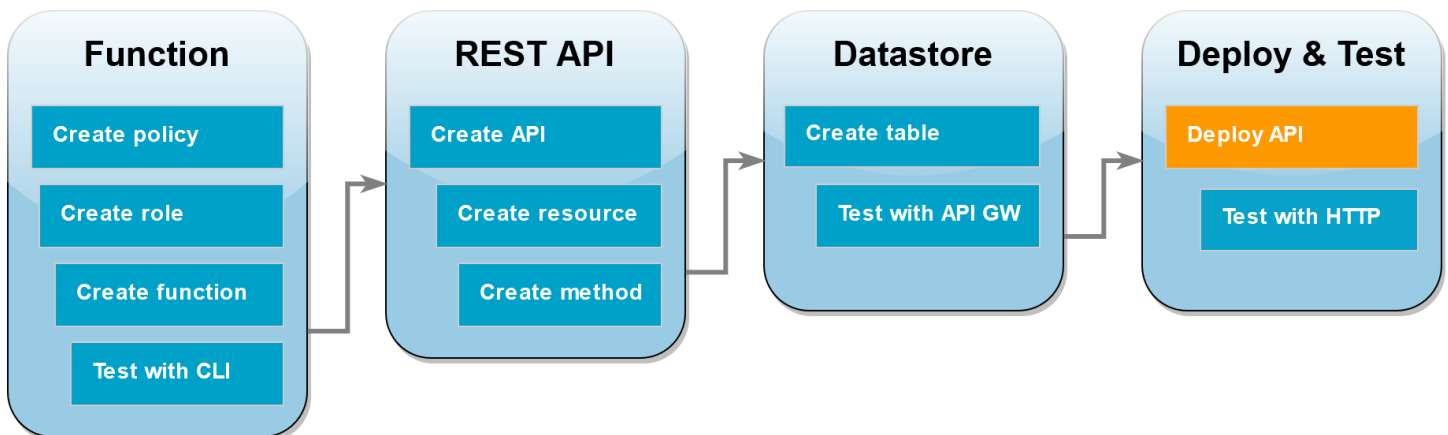 Function
Create policy
Create role
Create function
Test with CLI
REST API
Create API
Create resource
Create method
Datastore
Create table
Test with API GW
Deploy & Test
Deploy API
Test with HTTP